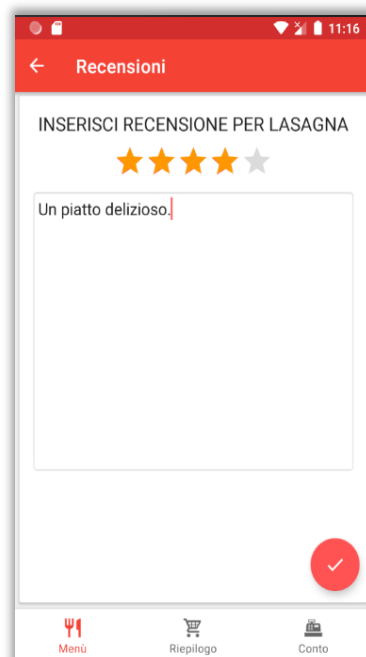 11:16
Recensioni
INSERISCI RECENSIONE PER LASAGNA
Un piatto delizioso.
Menù
Riepilogo
Conto